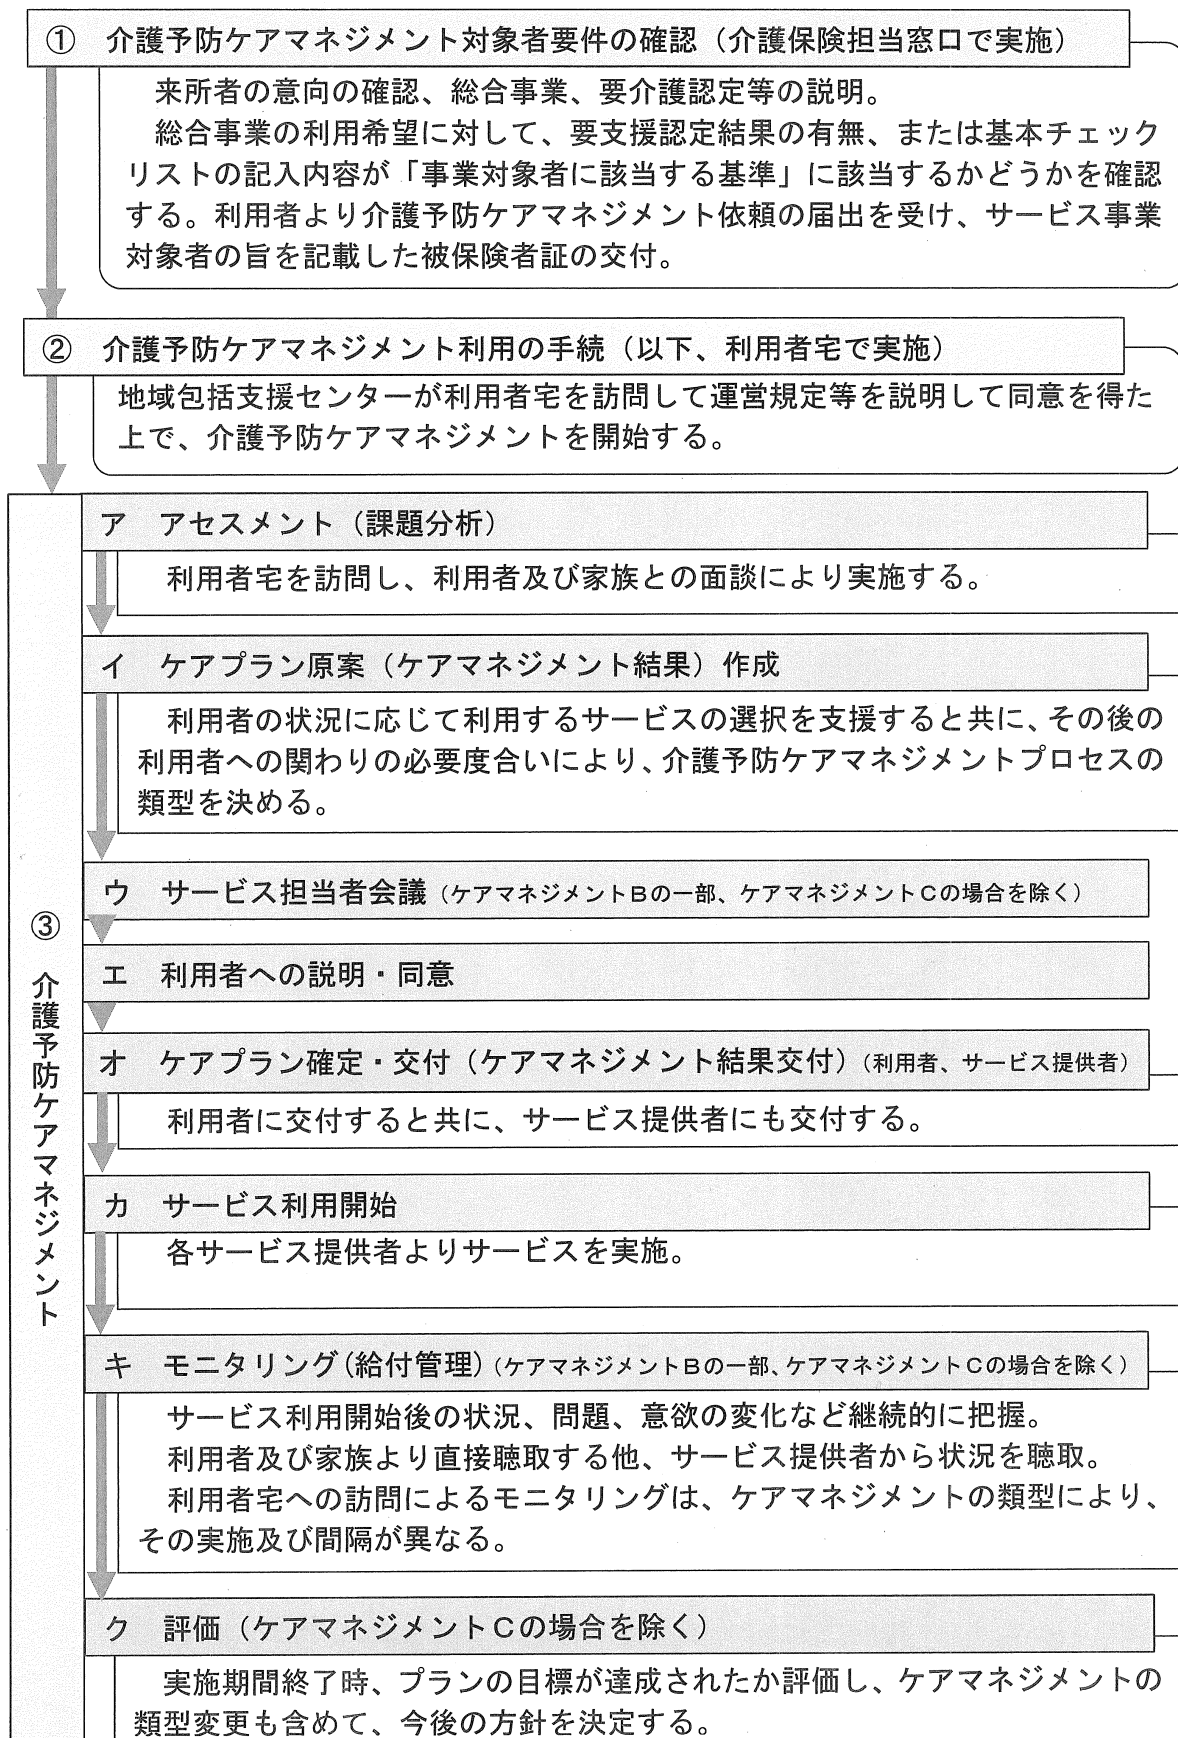 ① 介護予防ケアマネジメント対象者要件の確認（介護保険担当窓口で実施）
来所者の意向の確認、総合事業、要介護認定等の説明。
総合事業の利用希望に対して、要支援認定結果の有無、または基本チェック
リストの記入内容が「事業対象者に該当する基準」に該当するかどうかを確認
する。利用者より介護予防ケアマネジメント依頼の届出を受け、サービス事業
対象者の旨を記載した被保険者証の交付。
② 介護予防ケアマネジメント利用の手続（以下、利用者宅で実施）
地域包括支援センターが利用者宅を訪問して運営規定等を説明して同意を得た
上で、介護予防ケアマネジメントを開始する。
③ 介護予防ケアマネジメント
ア アセスメント（課題分析）
利用者宅を訪問し、利用者及び家族との面談により実施する。
イ ケアプラン原案（ケアマネジメント結果）作成
利用者の状況に応じて利用するサービスの選択を支援すると共に、その後の
利用者への関わりの必要度合いにより、介護予防ケアマネジメントプロセスの
類型を決める。
ウ サービス担当者会議（ケアマネジメントＢの一部、ケアマネジメントＣの場合を除く）
エ 利用者への説明・同意
オ ケアプラン確定・交付（ケアマネジメント結果交付）（利用者、サービス提供者）
利用者に交付すると共に、サービス提供者にも交付する。
カ サービス利用開始
各サービス提供者よりサービスを実施。
キ モニタリング（給付管理）（ケアマネジメントＢの一部、ケアマネジメントＣの場合を除く）
サービス利用開始後の状況、問題、意欲の変化など継続的に把握。
利用者及び家族より直接聴取する他、サービス提供者から状況を聴取。
利用者宅への訪問によるモニタリングは、ケアマネジメントの類型により、
その実施及び間隔が異なる。
ク 評価（ケアマネジメントＣの場合を除く）
実施期間終了時、プランの目標が達成されたか評価し、ケアマネジメントの
類型変更も含めて、今後の方針を決定する。